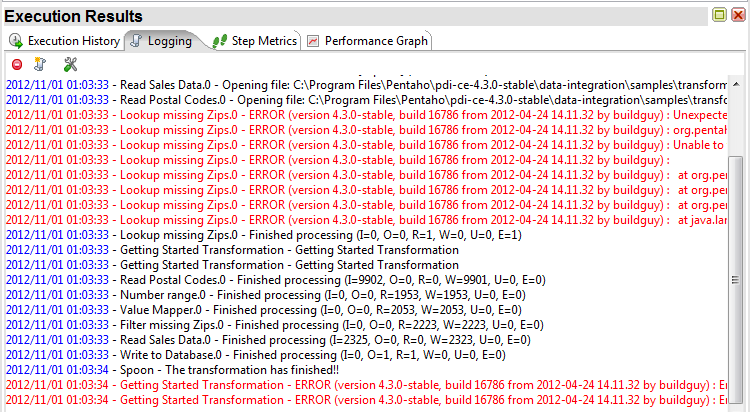 Execution Results
Execution History Logging Step Metrics Performance Graph
2012/11/01 01:03:33 - Read Sales Data.0 - Opening file: C:\Program Files\Pentaho\pdi-ce-4.3.0-stable\data-integration\samples\transform
2012/11/01 01:03:33 - Read Postal Codes.0 - Opening file: C:\Program Files\Pentaho\pdi-ce-4.3.0-stable\data-integration\samples\transfo
2012/11/01 01:03:33 - Lookup missing Zips.0 - ERROR (version 4.3.0-stable, build 16786 from 2012-04-24 14.11.32 by buildguy) : Unexpecte
2012/11/01 01:03:33 - Lookup missing Zips.0 - ERROR (version 4.3.0-stable, build 16786 from 2012-04-24 14.11.32 by buildguy) : org.pentah
2012/11/01 01:03:33 - Lookup missing Zips.0 - ERROR (version 4.3.0-stable, build 16786 from 2012-04-24 14.11.32 by buildguy) : Unable to
2012/11/01 01:03:33 - Lookup missing Zips.0 - ERROR (version 4.3.0-stable, build 16786 from 2012-04-24 14.11.32 by buildguy) :
2012/11/01 01:03:33 - Lookup missing Zips.0 - ERROR (version 4.3.0-stable, build 16786 from 2012-04-24 14.11.32 by buildguy) : at org.per
2012/11/01 01:03:33 - Lookup missing Zips.0 - ERROR (version 4.3.0-stable, build 16786 from 2012-04-24 14.11.32 by buildguy) : at org.per
2012/11/01 01:03:33 - Lookup missing Zips.0 - ERROR (version 4.3.0-stable, build 16786 from 2012-04-24 14.11.32 by buildguy) : at org.per
2012/11/01 01:03:33 - Lookup missing Zips.0 - ERROR (version 4.3.0-stable, build 16786 from 2012-04-24 14.11.32 by buildguy) : at java.lan
2012/11/01 01:03:33 - Lookup missing Zips.0 - Finished processing (I=0, O=0, R=1, W=0, U=0, E=1)
2012/11/01 01:03:33 - Getting Started Transformation - Getting Started Transformation
2012/11/01 01:03:33 - Getting Started Transformation - Getting Started Transformation
2012/11/01 01:03:33 - Read Postal Codes.0 - Finished processing (I=9902, O=0, R=0, W=9901, U=0, E=0)
2012/11/01 01:03:33 - Number range.0 - Finished processing (I=0, O=0, R=1953, W=1953, U=0, E=0)
2012/11/01 01:03:33 - Value Mapper.0 - Finished processing (I=0, O=0, R=2053, W=2053, U=0, E=0)
2012/11/01 01:03:33 - Filter missing Zips.0 - Finished processing (I=0, O=0, R=2223, W=2223, U=0, E=0)
2012/11/01 01:03:33 - Read Sales Data.0 - Finished processing (I=2325, O=0, R=0, W=2323, U=0, E=0)
2012/11/01 01:03:33 - Write to Database.0 - Finished processing (I=0, O=1, R=1, W=0, U=0, E=0)
2012/11/01 01:03:34 - Spoon - The transformation has finished!!
2012/11/01 01:03:34 - Getting Started Transformation - ERROR (version 4.3.0-stable, build 16786 from 2012-04-24 14.11.32 by buildguy) : Er
2012/11/01 01:03:34 - Getting Started Transformation - ERROR (version 4.3.0-stable, build 16786 from 2012-04-24 14.11.32 by buildguy) : Er